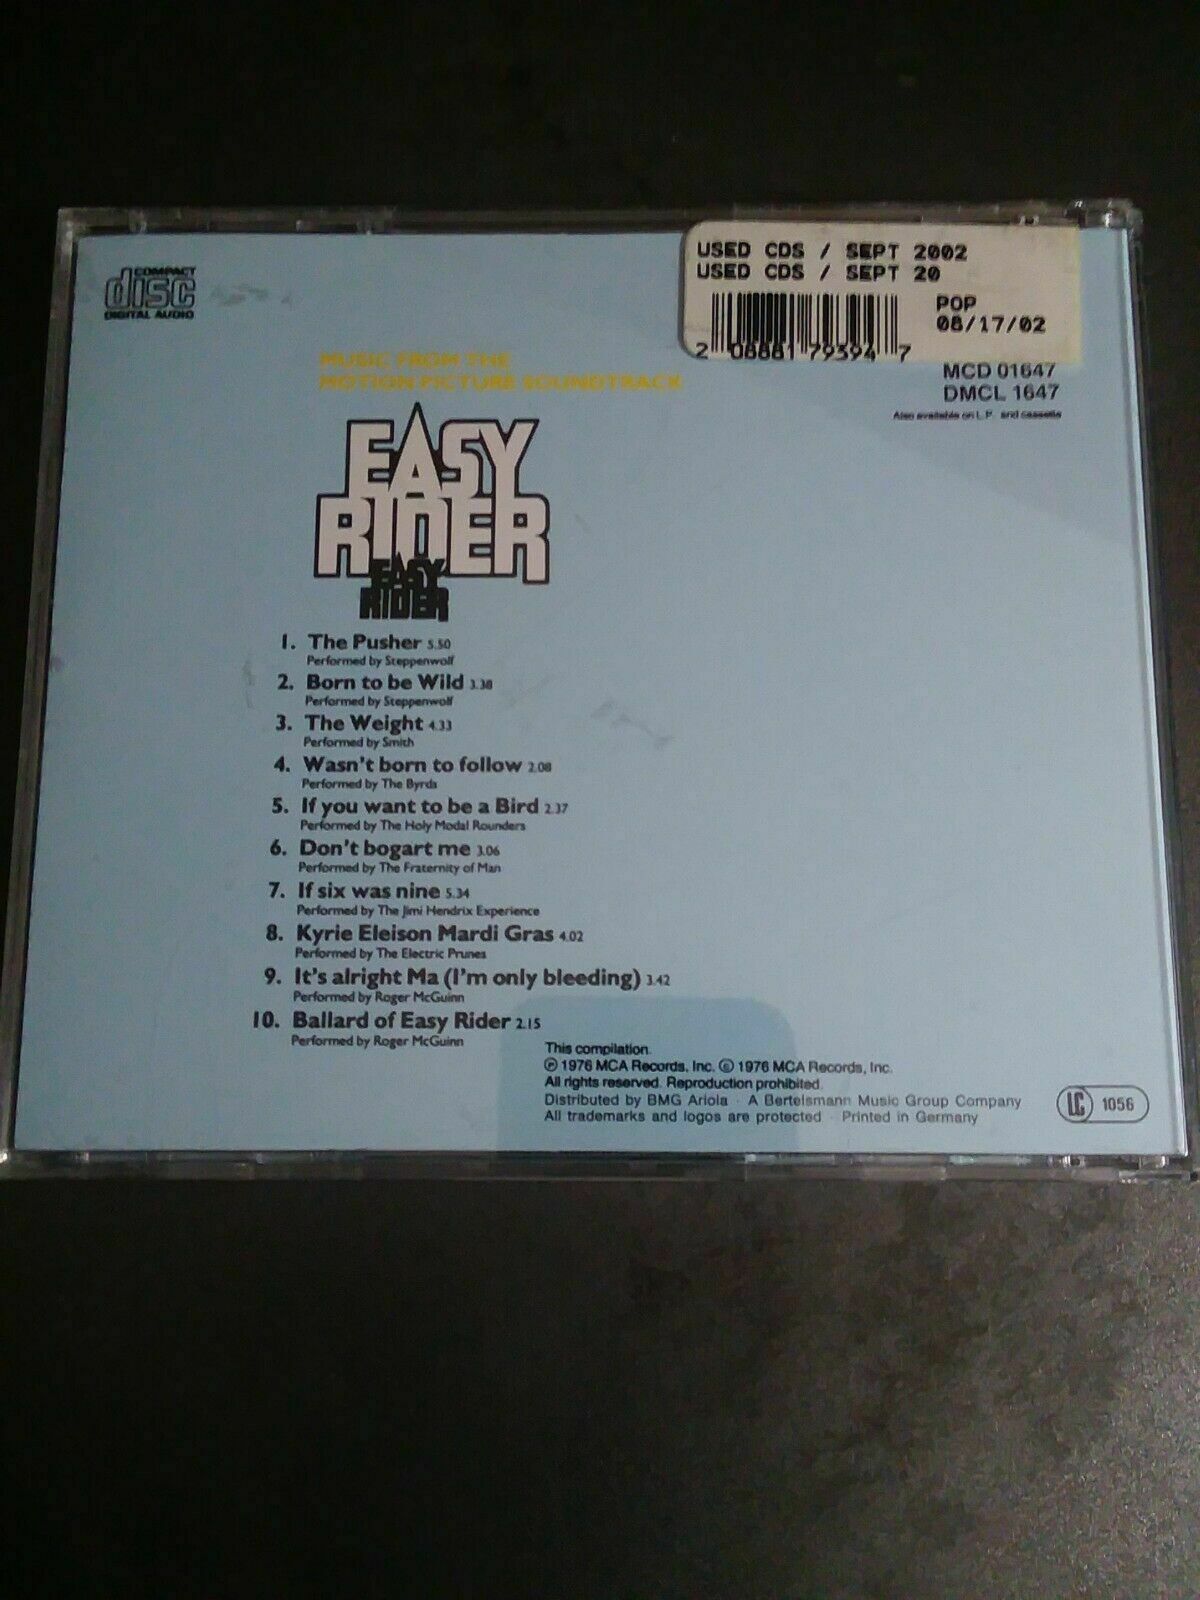 COMPACT
disc
DIGITAL AUDIO
USED CDS / SEPT 2002
USED CDS / SEPT 20
POP
08/17/02
2 08881 79394 7
MCD 01647
DMCL 1647
Also available on L.P. and cassette
MUSIC FROM THE
MOTION PICTURE SOUNDTRACK
EASY
RIDER
EASY
RIDER
1. The Pusher 5.50
Performed by Steppenwolf
2. Born to be Wild 3.38
Performed by Steppenwolf
3. The Weight 4.33
Performed by Smith
4. Wasn't born to follow 2.08
Performed by The Byrds
5. If you want to be a Bird 2.37
Performed by The Holy Modal Rounders
6. Don't bogart me 3.06
Performed by The Fraternity of Man
7. If six was nine 5.34
Performed by The Jimi Hendrix Experience
8. Kyrie Eleison Mardi Gras 4.02
Performed by The Electric Prunes
9. It's alright Ma (I'm only bleeding) 3.42
Performed by Roger McGuinn
10. Ballard of Easy Rider 2.15
Performed by Roger McGuinn
This compilation.
℗ 1976 MCA Records, Inc. © 1976 MCA Records, Inc.
All rights reserved. Reproduction prohibited.
Distributed by BMG Ariola · A Bertelsmann Music Group Company
All trademarks and logos are protected · Printed in Germany
LC 1056